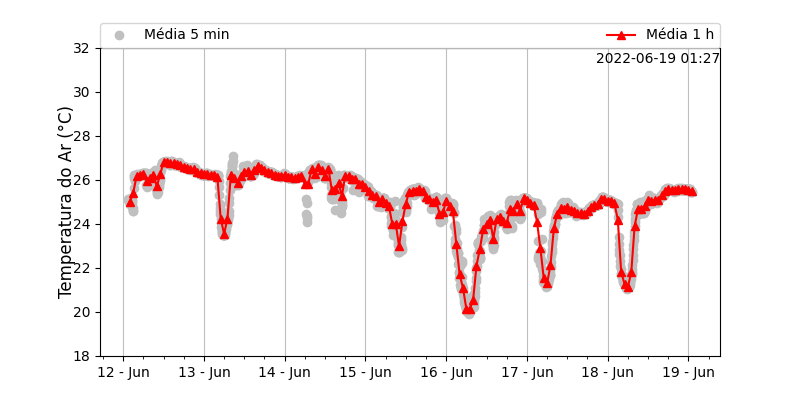 Média 5 min
Média 1 h
2022-06-19 01:27
Temperatura do Ar (°C)
32
30
28
26
24
22
20
18
12 - Jun
13 - Jun
14 - Jun
15 - Jun
16 - Jun
17 - Jun
18 - Jun
19 - Jun